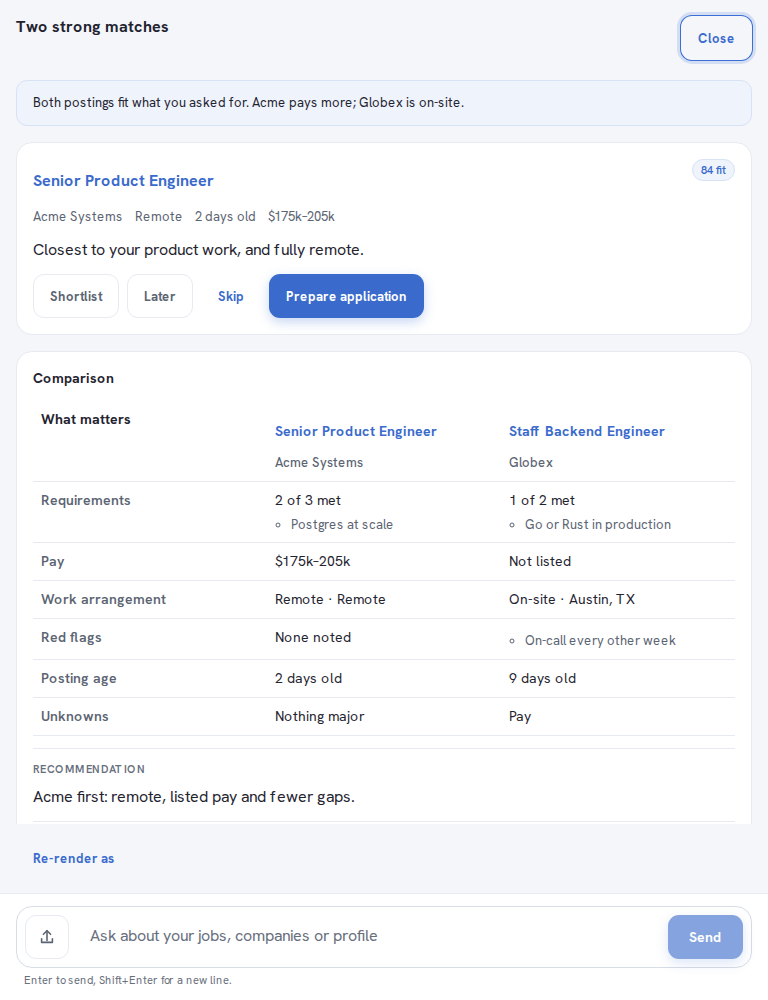 Two strong matches
Close
Both postings fit what you asked for. Acme pays more; Globex is on-site.
Senior Product Engineer
84 fit
Acme Systems Remote 2 days old $175k–205k
Closest to your product work, and fully remote.
Shortlist Later Skip Prepare application
Comparison
What matters Senior Product Engineer Staff Backend Engineer
Acme Systems Globex
Requirements 2 of 3 met 1 of 2 met
Postgres at scale Go or Rust in production
Pay $175k–205k Not listed
Work arrangement Remote · Remote On-site · Austin, TX
Red flags None noted On-call every other week
Posting age 2 days old 9 days old
Unknowns Nothing major Pay
RECOMMENDATION
Acme first: remote, listed pay and fewer gaps.
Re-render as
Ask about your jobs, companies or profile
Send
Enter to send, Shift+Enter for a new line.